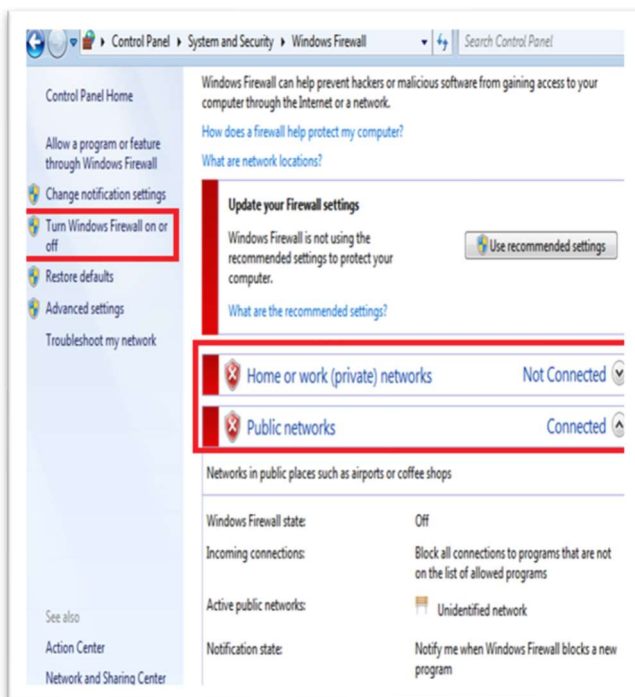 Control Panel ▸ System and Security ▸ Windows Firewall
Search Control Panel
Control Panel Home
Allow a program or feature
through Windows Firewall
Change notification settings
Turn Windows Firewall on or
off
Restore defaults
Advanced settings
Troubleshoot my network
See also
Action Center
Network and Sharing Center
Windows Firewall can help prevent hackers or malicious software from gaining access to your
computer through the Internet or a network.
How does a firewall help protect my computer?
What are network locations?
Update your Firewall settings
Windows Firewall is not using the
recommended settings to protect your
computer.
Use recommended settings
What are the recommended settings?
Home or work (private) networks Not Connected
Public networks Connected
Networks in public places such as airports or coffee shops
Windows Firewall state: Off
Incoming connections: Block all connections to programs that are not
on the list of allowed programs
Active public networks: Unidentified network
Notification state: Notify me when Windows Firewall blocks a new
program